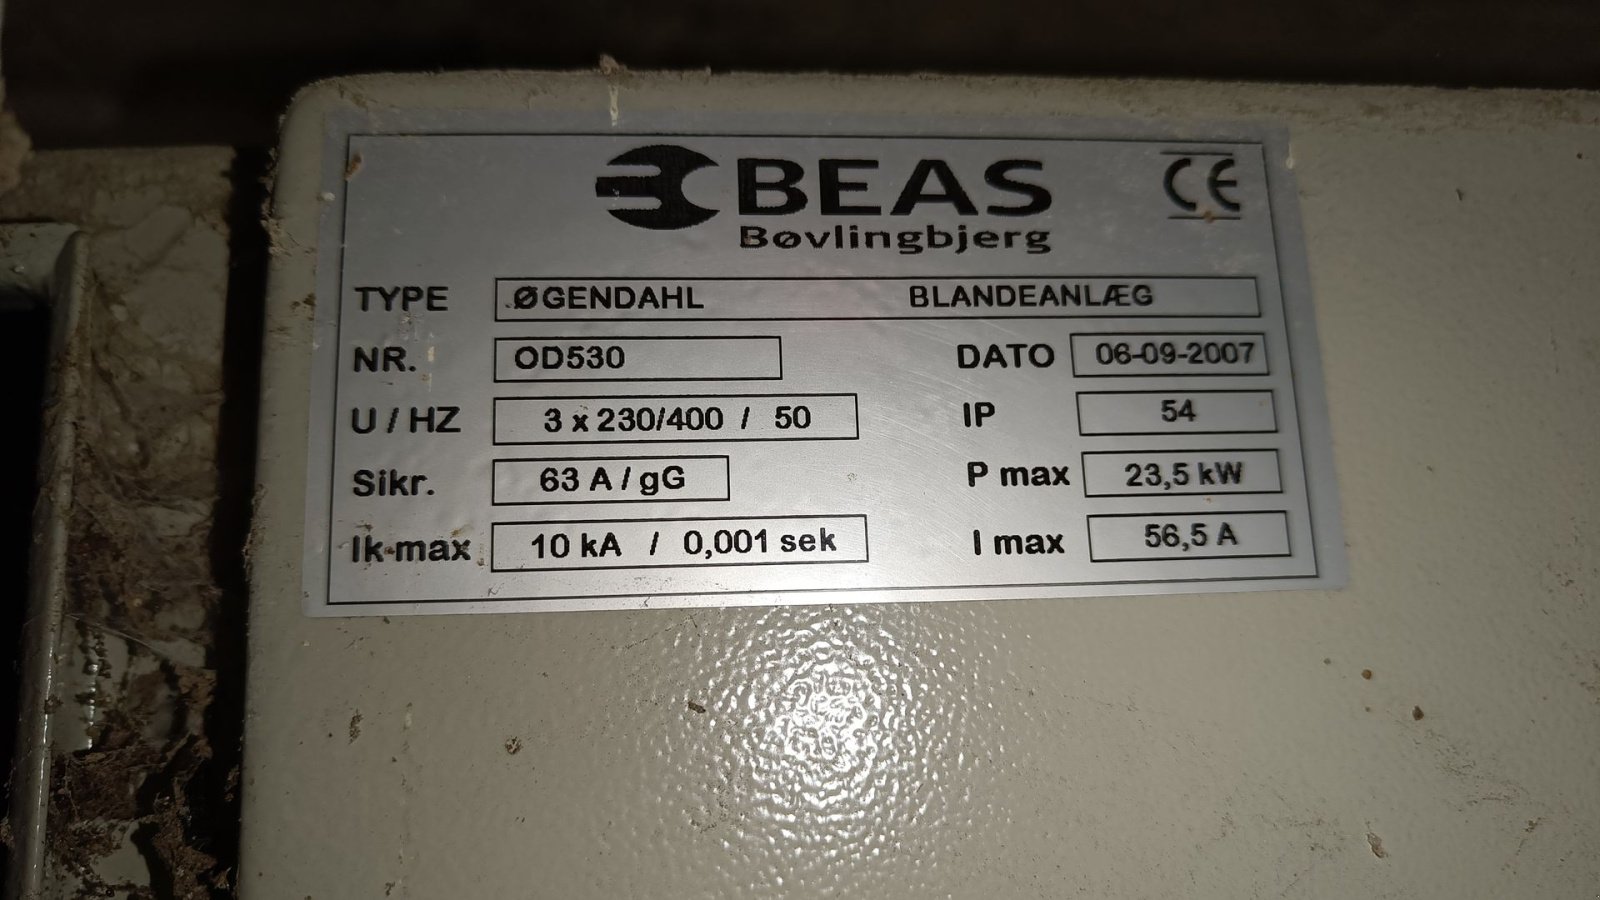 BEAS CE
Bøvlingbjerg
TYPE ØGENDAHL BLANDEANLÆG
NR. OD530 DATO 06-09-2007
U / HZ 3 x 230/400 / 50 IP 54
Sikr. 63 A / gG P max 23,5 kW
Ik-max 10 kA / 0,001 sek I max 56,5 A